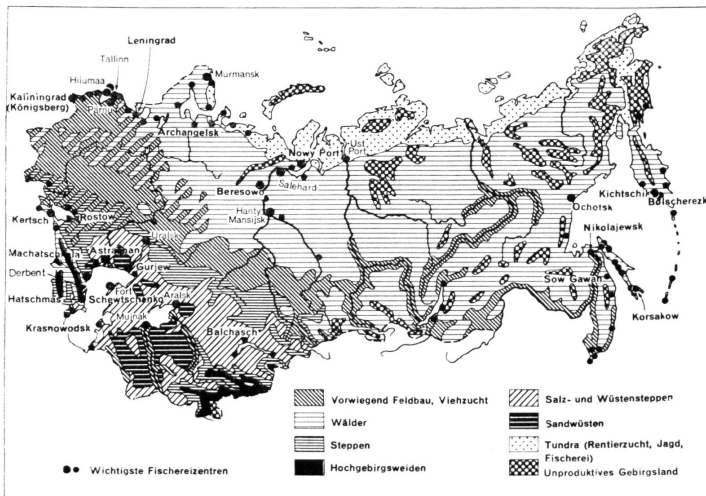 Leningrad
Tallinn
Hiiumaa
Murmansk
Kaliningrad
(Königsberg)
Pärnu
Archangelsk
Nowy Port
Ust
Port
Salehard
Beresowo
Kichtschik
Bolscherezk
Ochotsk
Hanty
Mansijsk
Kertsch
Rostow
Nikolajewsk
Uralsk
Machatschkala
Astrachan
Derbent
Gurjew
Sow Gawan
Fort
Schewtschenko
Aralsk
Hatschmas
Korsakow
Mujnak
Krasnowodsk
Balchasch
Vorwiegend Feldbau, Viehzucht
Salz- und Wüstensteppen
Wälder
Sandwüsten
Steppen
Tundra (Rentierzucht, Jagd,
Fischerei)
Wichtigste Fischereizentren
Hochgebirgsweiden
Unproduktives Gebirgsland